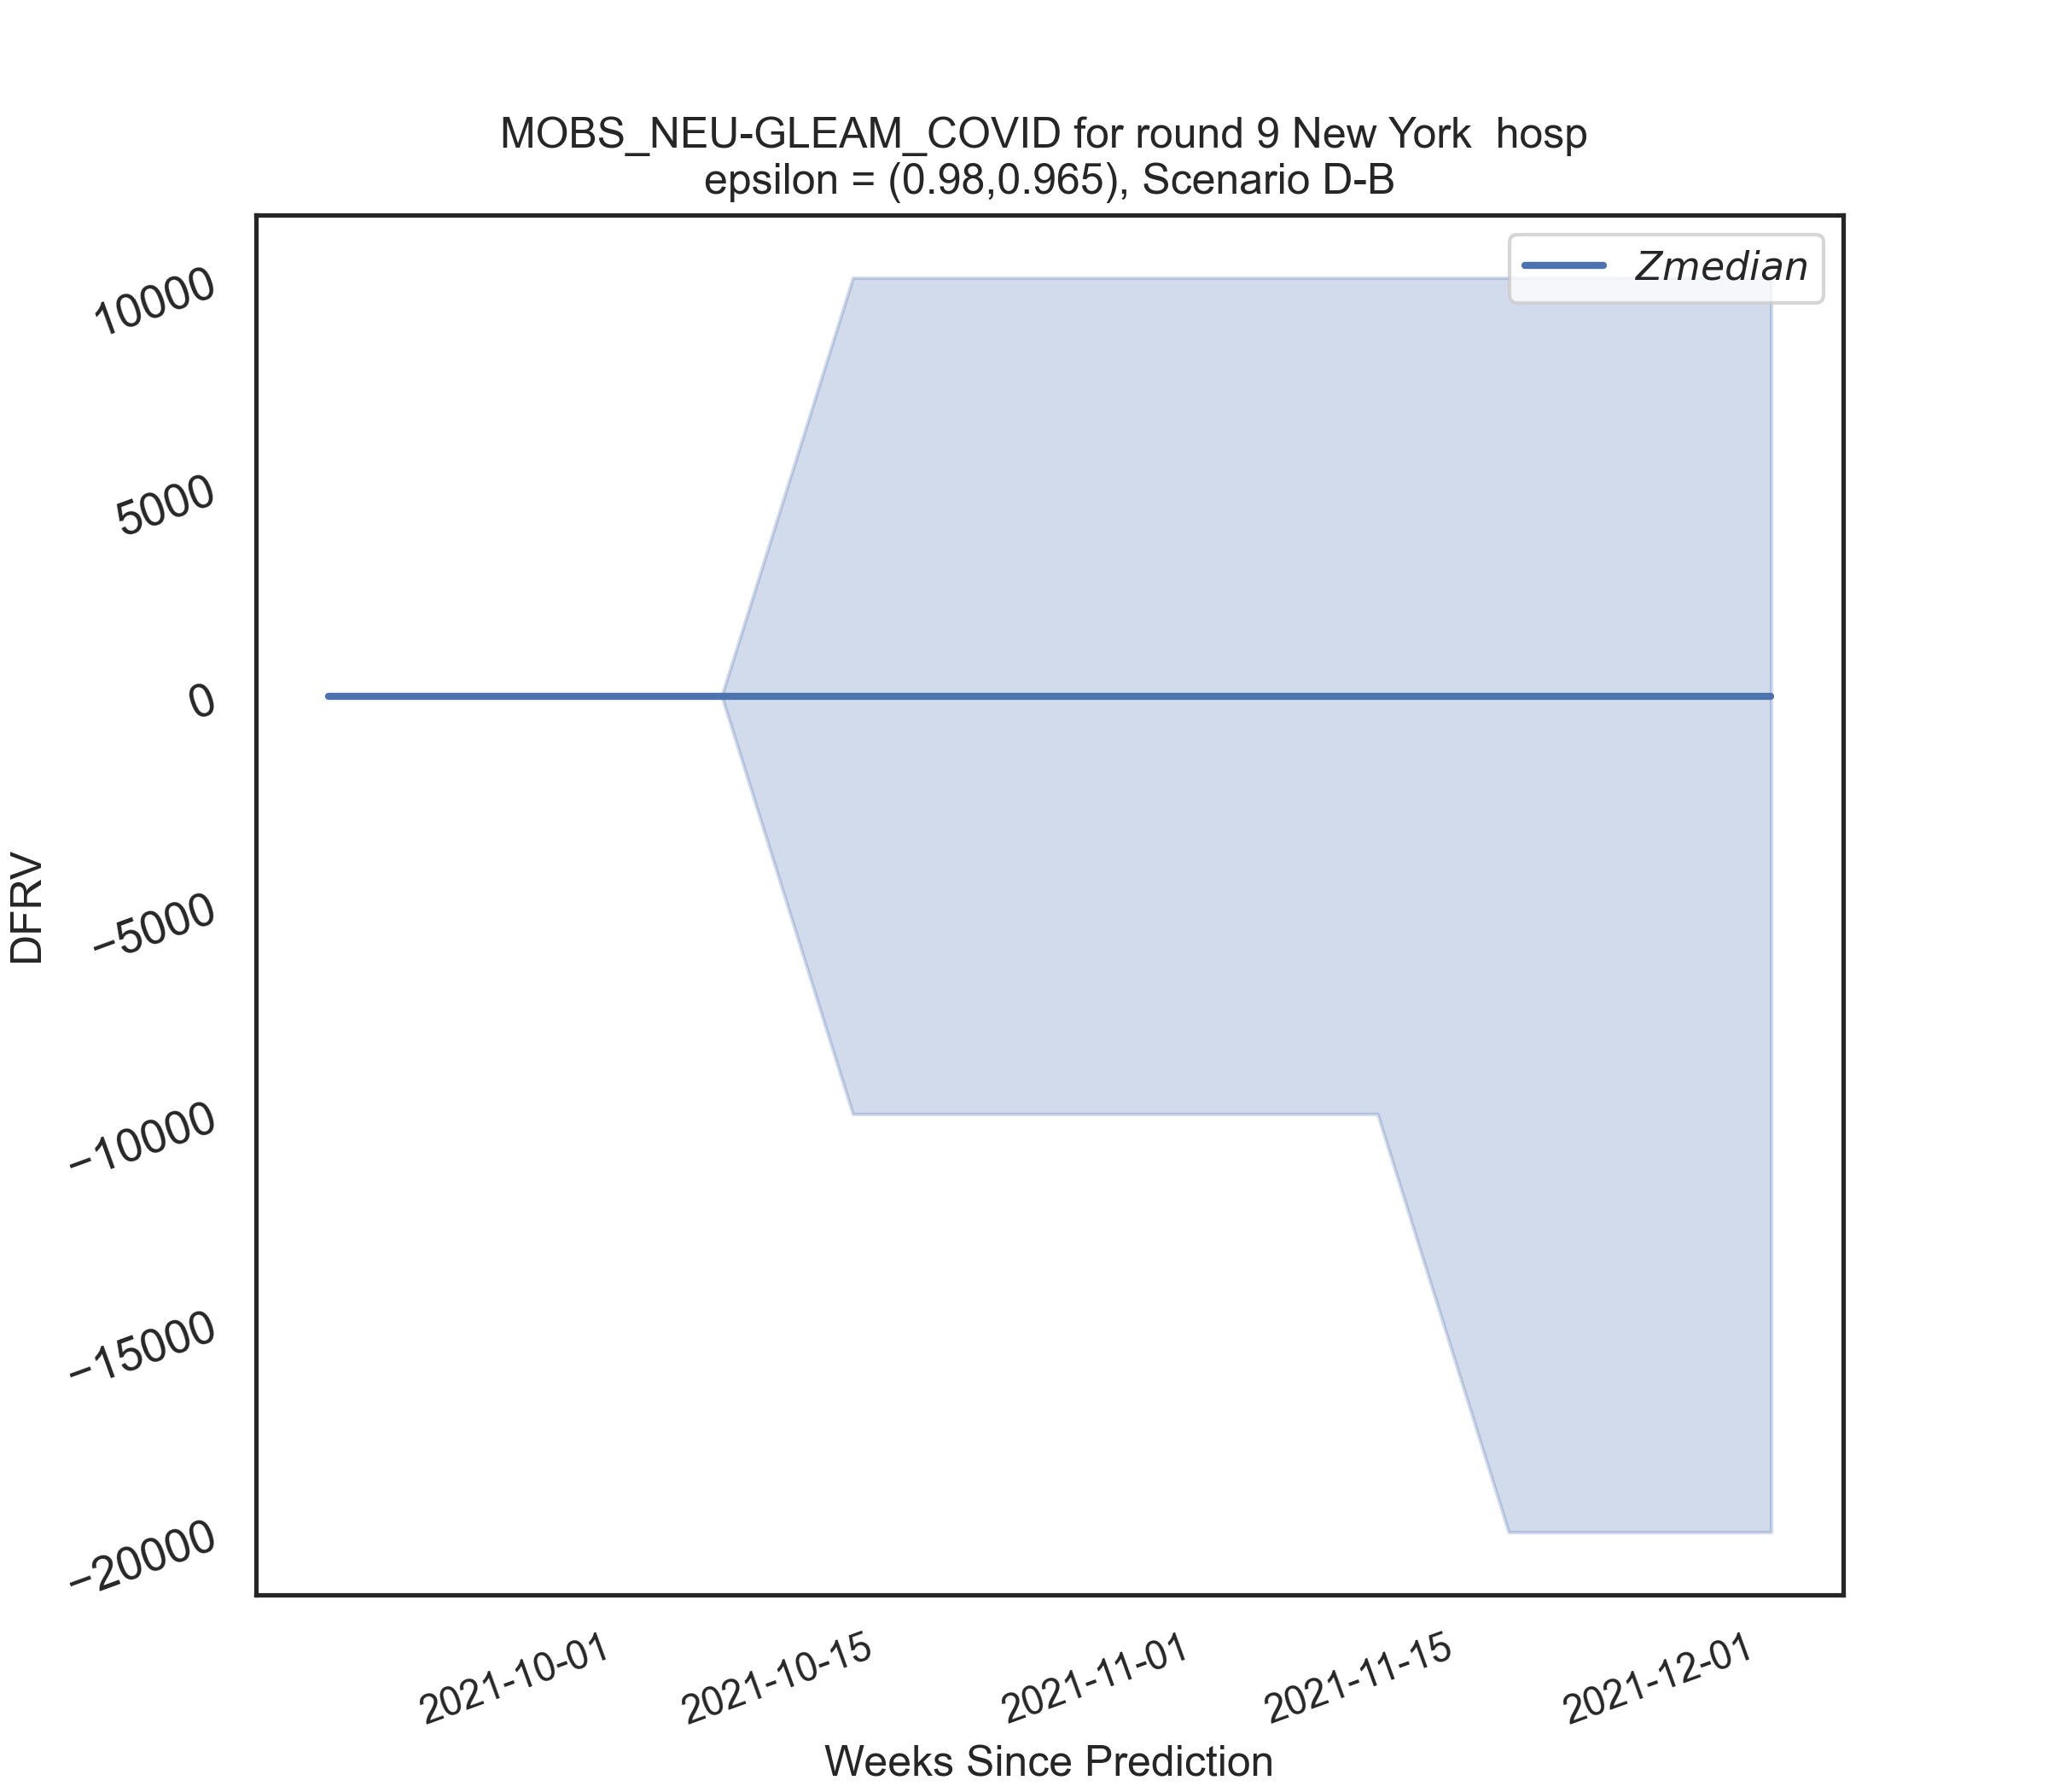 MOBS_NEU-GLEAM_COVID for round 9 New York  hosp
epsilon = (0.98,0.965), Scenario D-B
Zmedian
10000
5000
0
−5000
−10000
−15000
−20000
DFRV
2021-10-01
2021-10-15
2021-11-01
2021-11-15
2021-12-01
Weeks Since Prediction